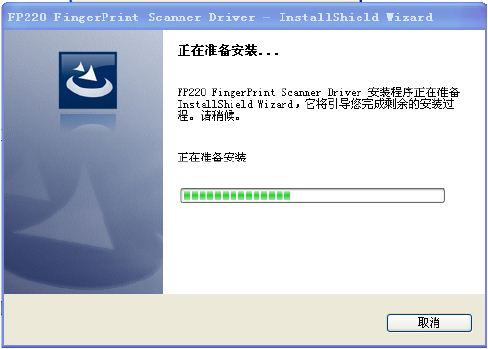 FP220 FingerPrint Scanner Driver - InstallShield Wizard
正在准备安装...
FP220 FingerPrint Scanner Driver 安装程序正在准备
InstallShield Wizard，它将引导您完成剩余的安装过
程。请稍候。
正在准备安装
取消